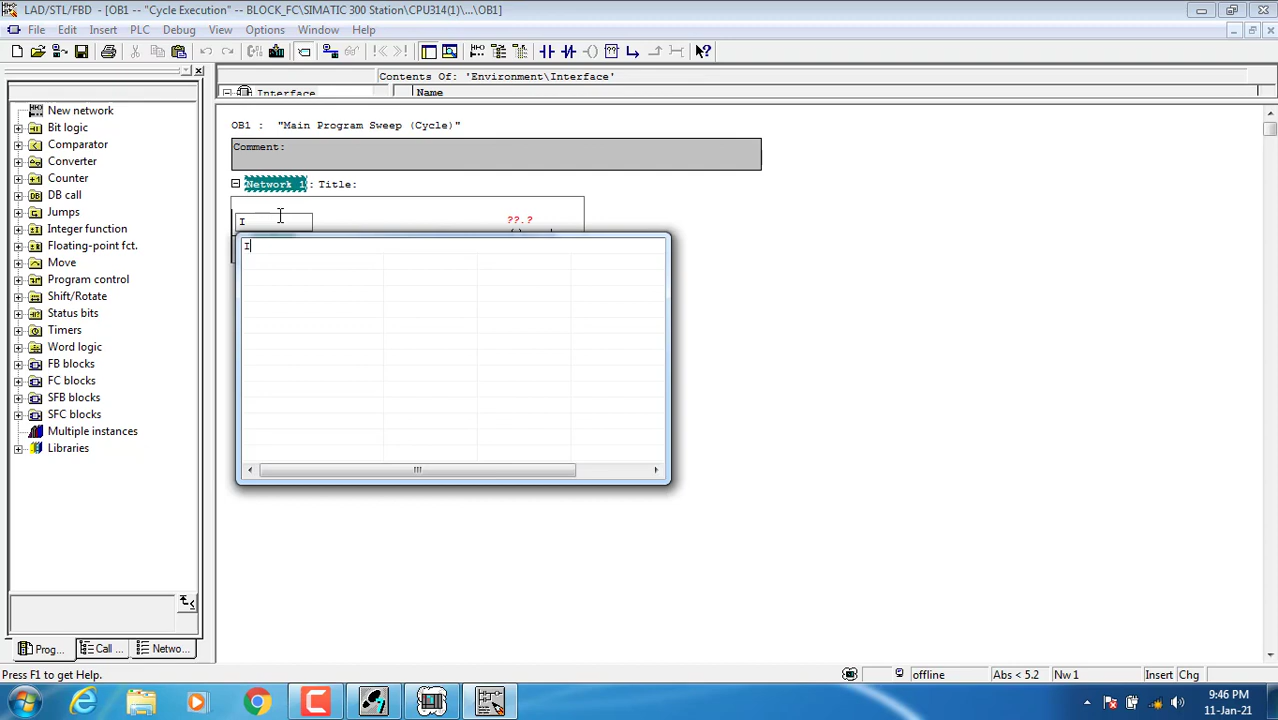 LAD/STL/FBD - [OB1 -- "Cycle Execution" -- BLOCK_FC\SIMATIC 300 Station\CPU314(1)\...\OB1]
File Edit Insert PLC Debug View Options Window Help
Contents Of: 'Environment\Interface'
Interface
Name
New network
Bit logic
Comparator
Converter
Counter
DB call
Jumps
Integer function
Floating-point fct.
Move
Program control
Shift/Rotate
Status bits
Timers
Word logic
FB blocks
FC blocks
SFB blocks
SFC blocks
Multiple instances
Libraries
Prog... Call ... Netwo...
OB1 : "Main Program Sweep (Cycle)"
Comment:
Network 1: Title:
I
??.?
I
Press F1 to get Help.
offline
Abs < 5.2
Nw 1
Insert
Chg
9:46 PM
11-Jan-21